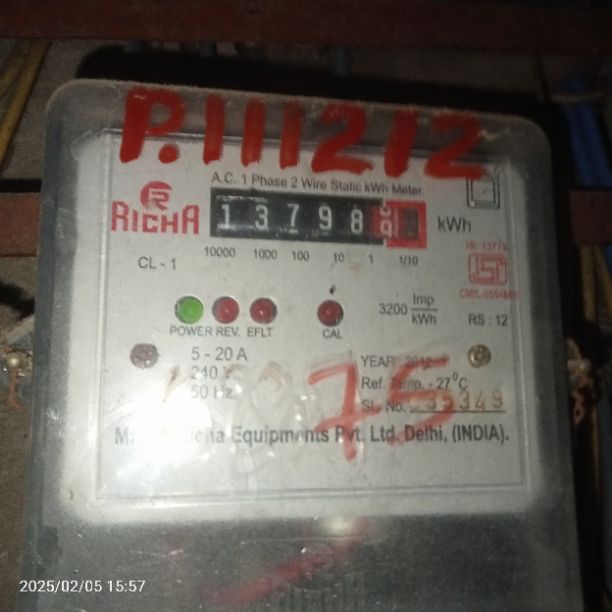 P.111212
A.C. 1 Phase 2 Wire Static kWh Meter.
RICHA
13798 kWh
10000 1000 100 10 1 1/10
CL - 1
3200 Imp/kWh
RS : 12
POWER REV. EFLT CAL
5 - 20 A
240
50 Hz.
YEAR
Ref. Temp. - 27°C
Sl. No. 35349
75
Equipments Pvt. Ltd. Delhi, (INDIA).
2025/02/05 15:57